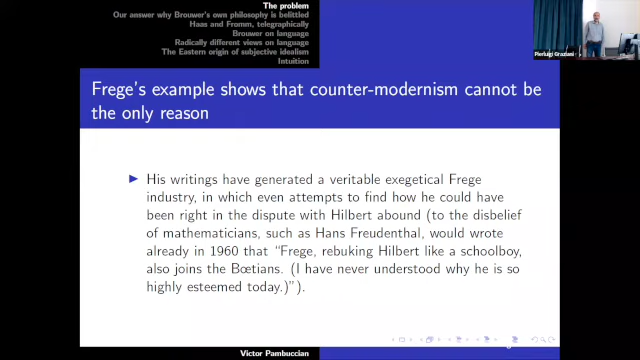 The problem
Our answer why Brouwer's own philosophy is belittled
Haas and Fromm, telegraphically
Brouwer on language
Radically different views on language
The Eastern origin of subjective idealism
Intuition
Pierluigi Graziani
Frege's example shows that counter-modernism cannot be
the only reason
His writings have generated a veritable exegetical Frege
industry, in which even attempts to find how he could have
been right in the dispute with Hilbert abound (to the disbelief
of mathematicians, such as Hans Freudenthal, would wrote
already in 1960 that “Frege, rebuking Hilbert like a schoolboy,
also joins the Bœtians. (I have never understood why he is so
highly esteemed today.)”).
Victor Pambuccian